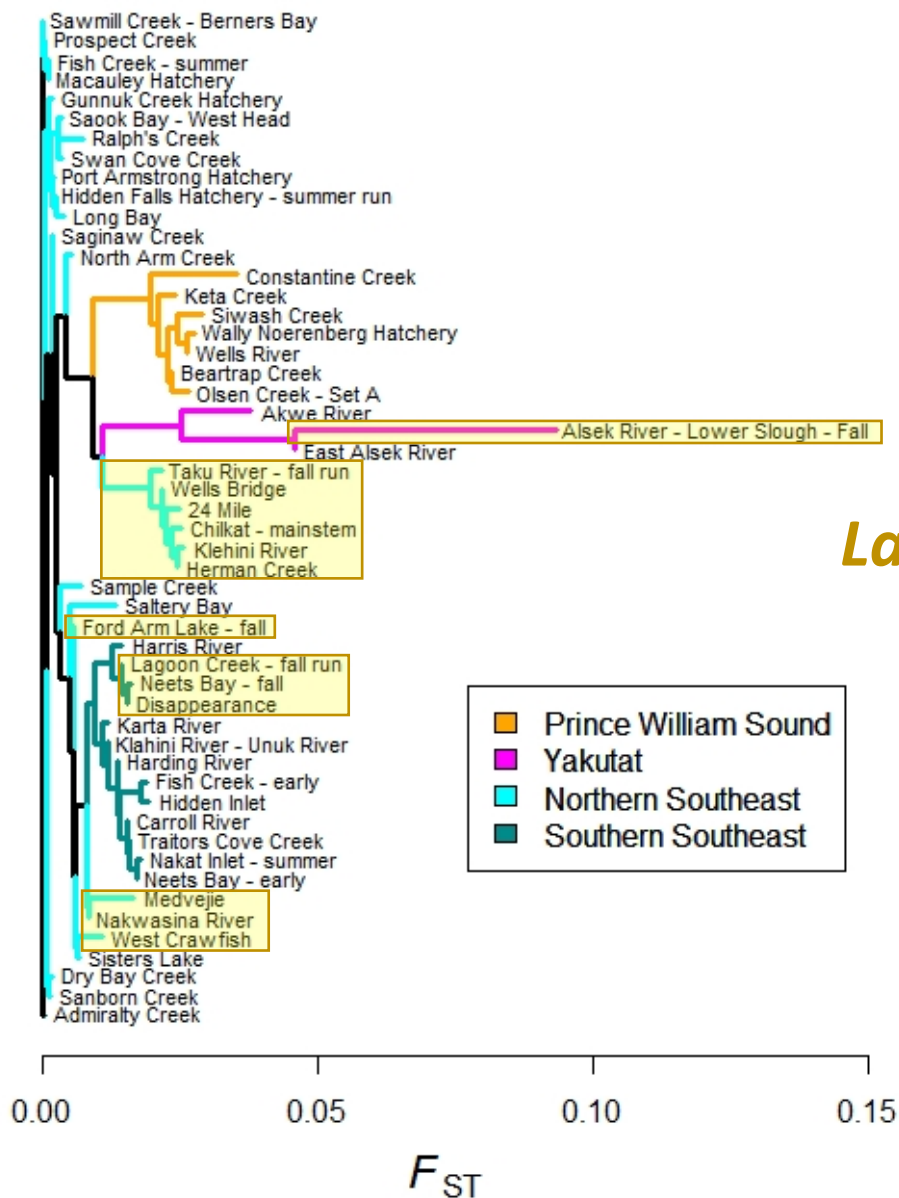 Sawmill Creek - Berners Bay
Prospect Creek
Fish Creek - summer
Macauley Hatchery
Gunnuk Creek Hatchery
Saook Bay - West Head
Ralph's Creek
Swan Cove Creek
Port Armstrong Hatchery
Hidden Falls Hatchery - summer run
Long Bay
Saginaw Creek
North Arm Creek
Constantine Creek
Keta Creek
Siwash Creek
Wally Noerenberg Hatchery
Wells River
Beartrap Creek
Olsen Creek - Set A
Akwe River
Alsek River - Lower Slough - Fall
East Alsek River
Taku River - fall run
Wells Bridge
24 Mile
Chilkat - mainstem
Klehini River
Herman Creek
La
Sample Creek
Saltery Bay
Ford Arm Lake - fall
Harris River
Lagoon Creek - fall run
Neets Bay - fall
Disappearance
Karta River
Klahini River - Unuk River
Harding River
Fish Creek - early
Hidden Inlet
Carroll River
Traitors Cove Creek
Nakat Inlet - summer
Neets Bay - early
Medvejie
Nakwasina River
West Crawfish
Sisters Lake
Dry Bay Creek
Sanborn Creek
Admiralty Creek
Prince William Sound
Yakutat
Northern Southeast
Southern Southeast
0.00 0.05 0.10 0.15
FST